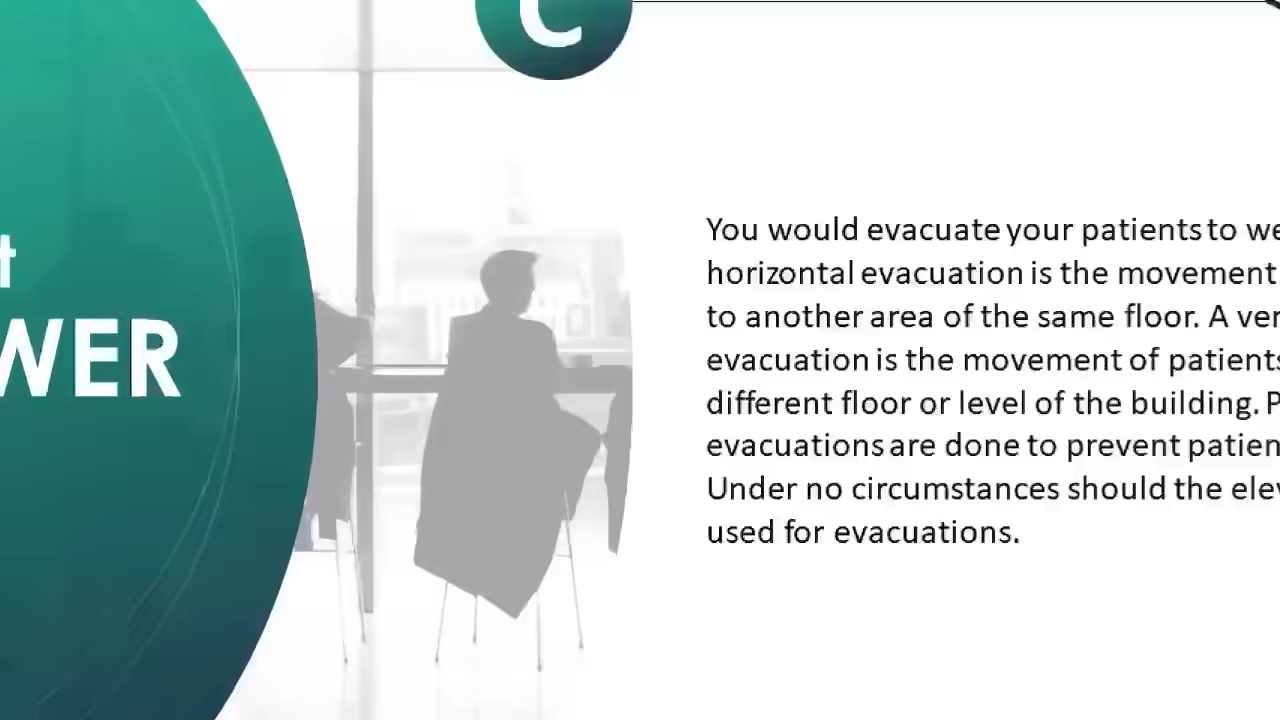 C
t
WER
You would evacuate your patients to we
horizontal evacuation is the movement
to another area of the same floor. A ver
evacuation is the movement of patients
different floor or level of the building. P
evacuations are done to prevent patien
Under no circumstances should the elev
used for evacuations.